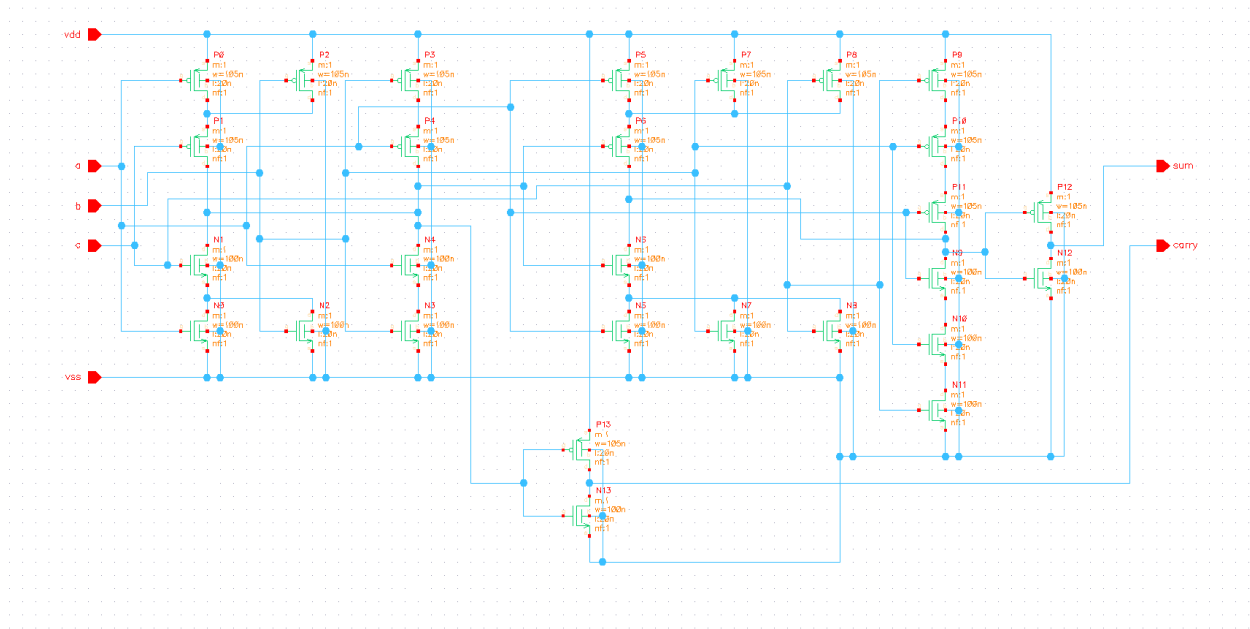 vdd
P0
m:1
w=105n
l:20n
nf:1
P2
m:1
w=105n
l:20n
nf:1
P3
m:1
w=105n
l:20n
nf:1
P5
m:1
w=105n
l:20n
nf:1
P7
m:1
w=105n
l:20n
nf:1
P8
m:1
w=105n
l:20n
nf:1
P9
m:1
w=105n
l:20n
nf:1
P1
m:1
w=105n
l:20n
nf:1
P4
m:1
w=105n
l:20n
nf:1
P6
m:1
w=105n
l:20n
nf:1
P10
m:1
w=105n
l:20n
nf:1
a
sum
P11
m:1
w=105n
l:20n
nf:1
P12
m:1
w=105n
l:20n
nf:1
b
c
carry
N1
m:1
w=100n
l:20n
nf:1
N4
m:1
w=100n
l:20n
nf:1
N5
m:1
w=100n
l:20n
nf:1
N9
m:1
w=100n
l:20n
nf:1
N12
m:1
w=100n
l:20n
nf:1
m:1
w=100n
l:20n
nf:1
N2
m:1
w=100n
l:20n
nf:1
N3
m:1
w=100n
l:20n
nf:1
m:1
w=100n
l:20n
nf:1
N7
m:1
w=100n
l:20n
nf:1
N8
m:1
w=100n
l:20n
nf:1
N10
m:1
w=100n
l:20n
nf:1
vss
N11
m:1
w=100n
l:20n
nf:1
P13
w=105n
l:20n
nf:1
N13
w=100n
l:20n
nf:1